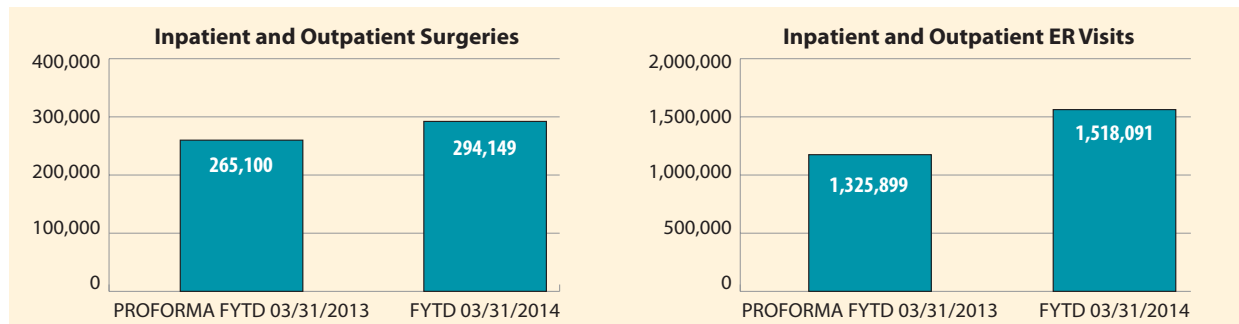 Inpatient and Outpatient Surgeries
400,000
300,000
200,000
100,000
0
265,100
294,149
PROFORMA FYTD 03/31/2013
FYTD 03/31/2014
Inpatient and Outpatient ER Visits
2,000,000
1,500,000
1,000,000
500,000
0
1,325,899
1,518,091
PROFORMA FYTD 03/31/2013
FYTD 03/31/2014